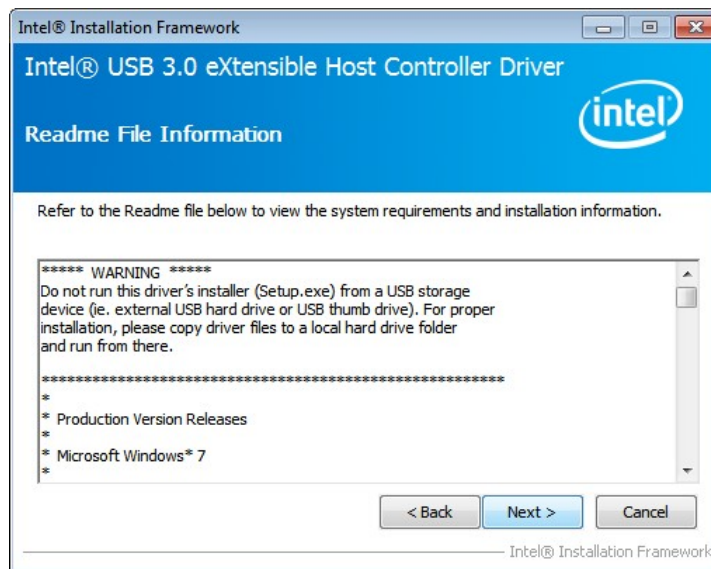 Intel® Installation Framework
Intel® USB 3.0 eXtensible Host Controller Driver
intel
Readme File Information
Refer to the Readme file below to view the system requirements and installation information.
***** WARNING *****
Do not run this driver's installer (Setup.exe) from a USB storage
device (ie. external USB hard drive or USB thumb drive). For proper
installation, please copy driver files to a local hard drive folder
and run from there.
*******************************************************
*
* Production Version Releases
*
* Microsoft Windows* 7
*
< Back Next > Cancel
Intel® Installation Framework